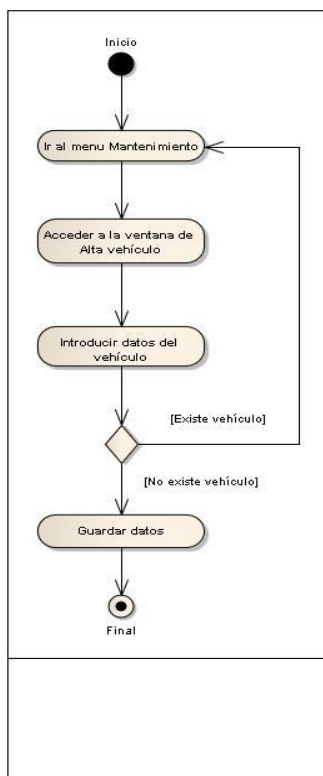 Inicio
Ir al menu Mantenimiento
Acceder a la ventana de
Alta vehículo
Introducir datos del
vehículo
[Existe vehículo]
[No existe vehículo]
Guardar datos
Final